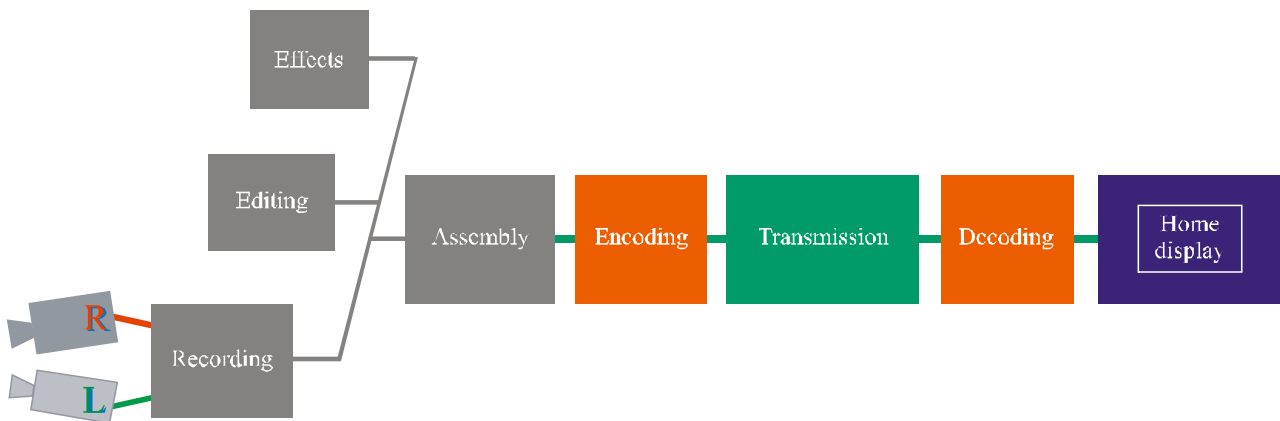 Effects
Editing
Assembly
Encoding
Transmission
Decoding
Home
display
R
Recording
L